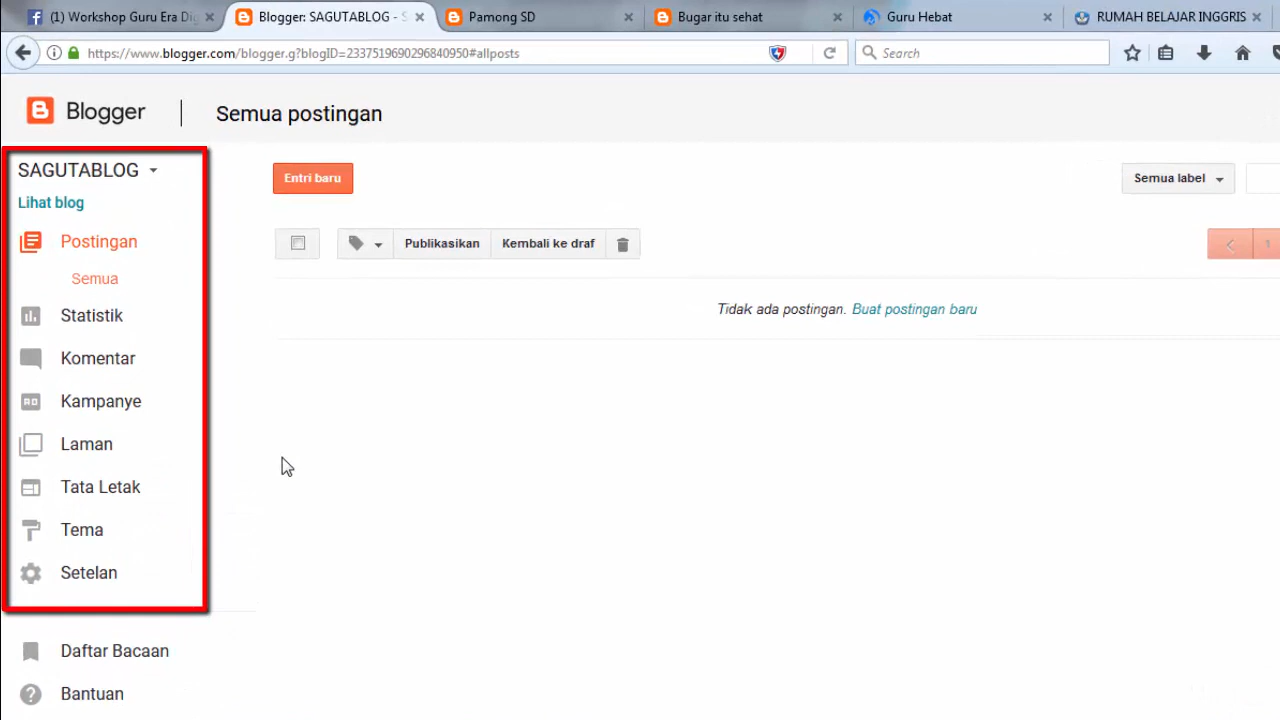 (1) Workshop Guru Era Di
Blogger: SAGUTABLOG - S
Pamong SD
Bugar itu sehat
Guru Hebat
RUMAH BELAJAR INGGRIS
https://www.blogger.com/blogger.g?blogID=2337519690296840950#allposts
Search
Blogger
Semua postingan
SAGUTABLOG
Lihat blog
Postingan
Semua
Statistik
Komentar
Kampanye
Laman
Tata Letak
Tema
Setelan
Daftar Bacaan
Bantuan
Entri baru
Semua label
Publikasikan
Kembali ke draf
1
Tidak ada postingan. Buat postingan baru